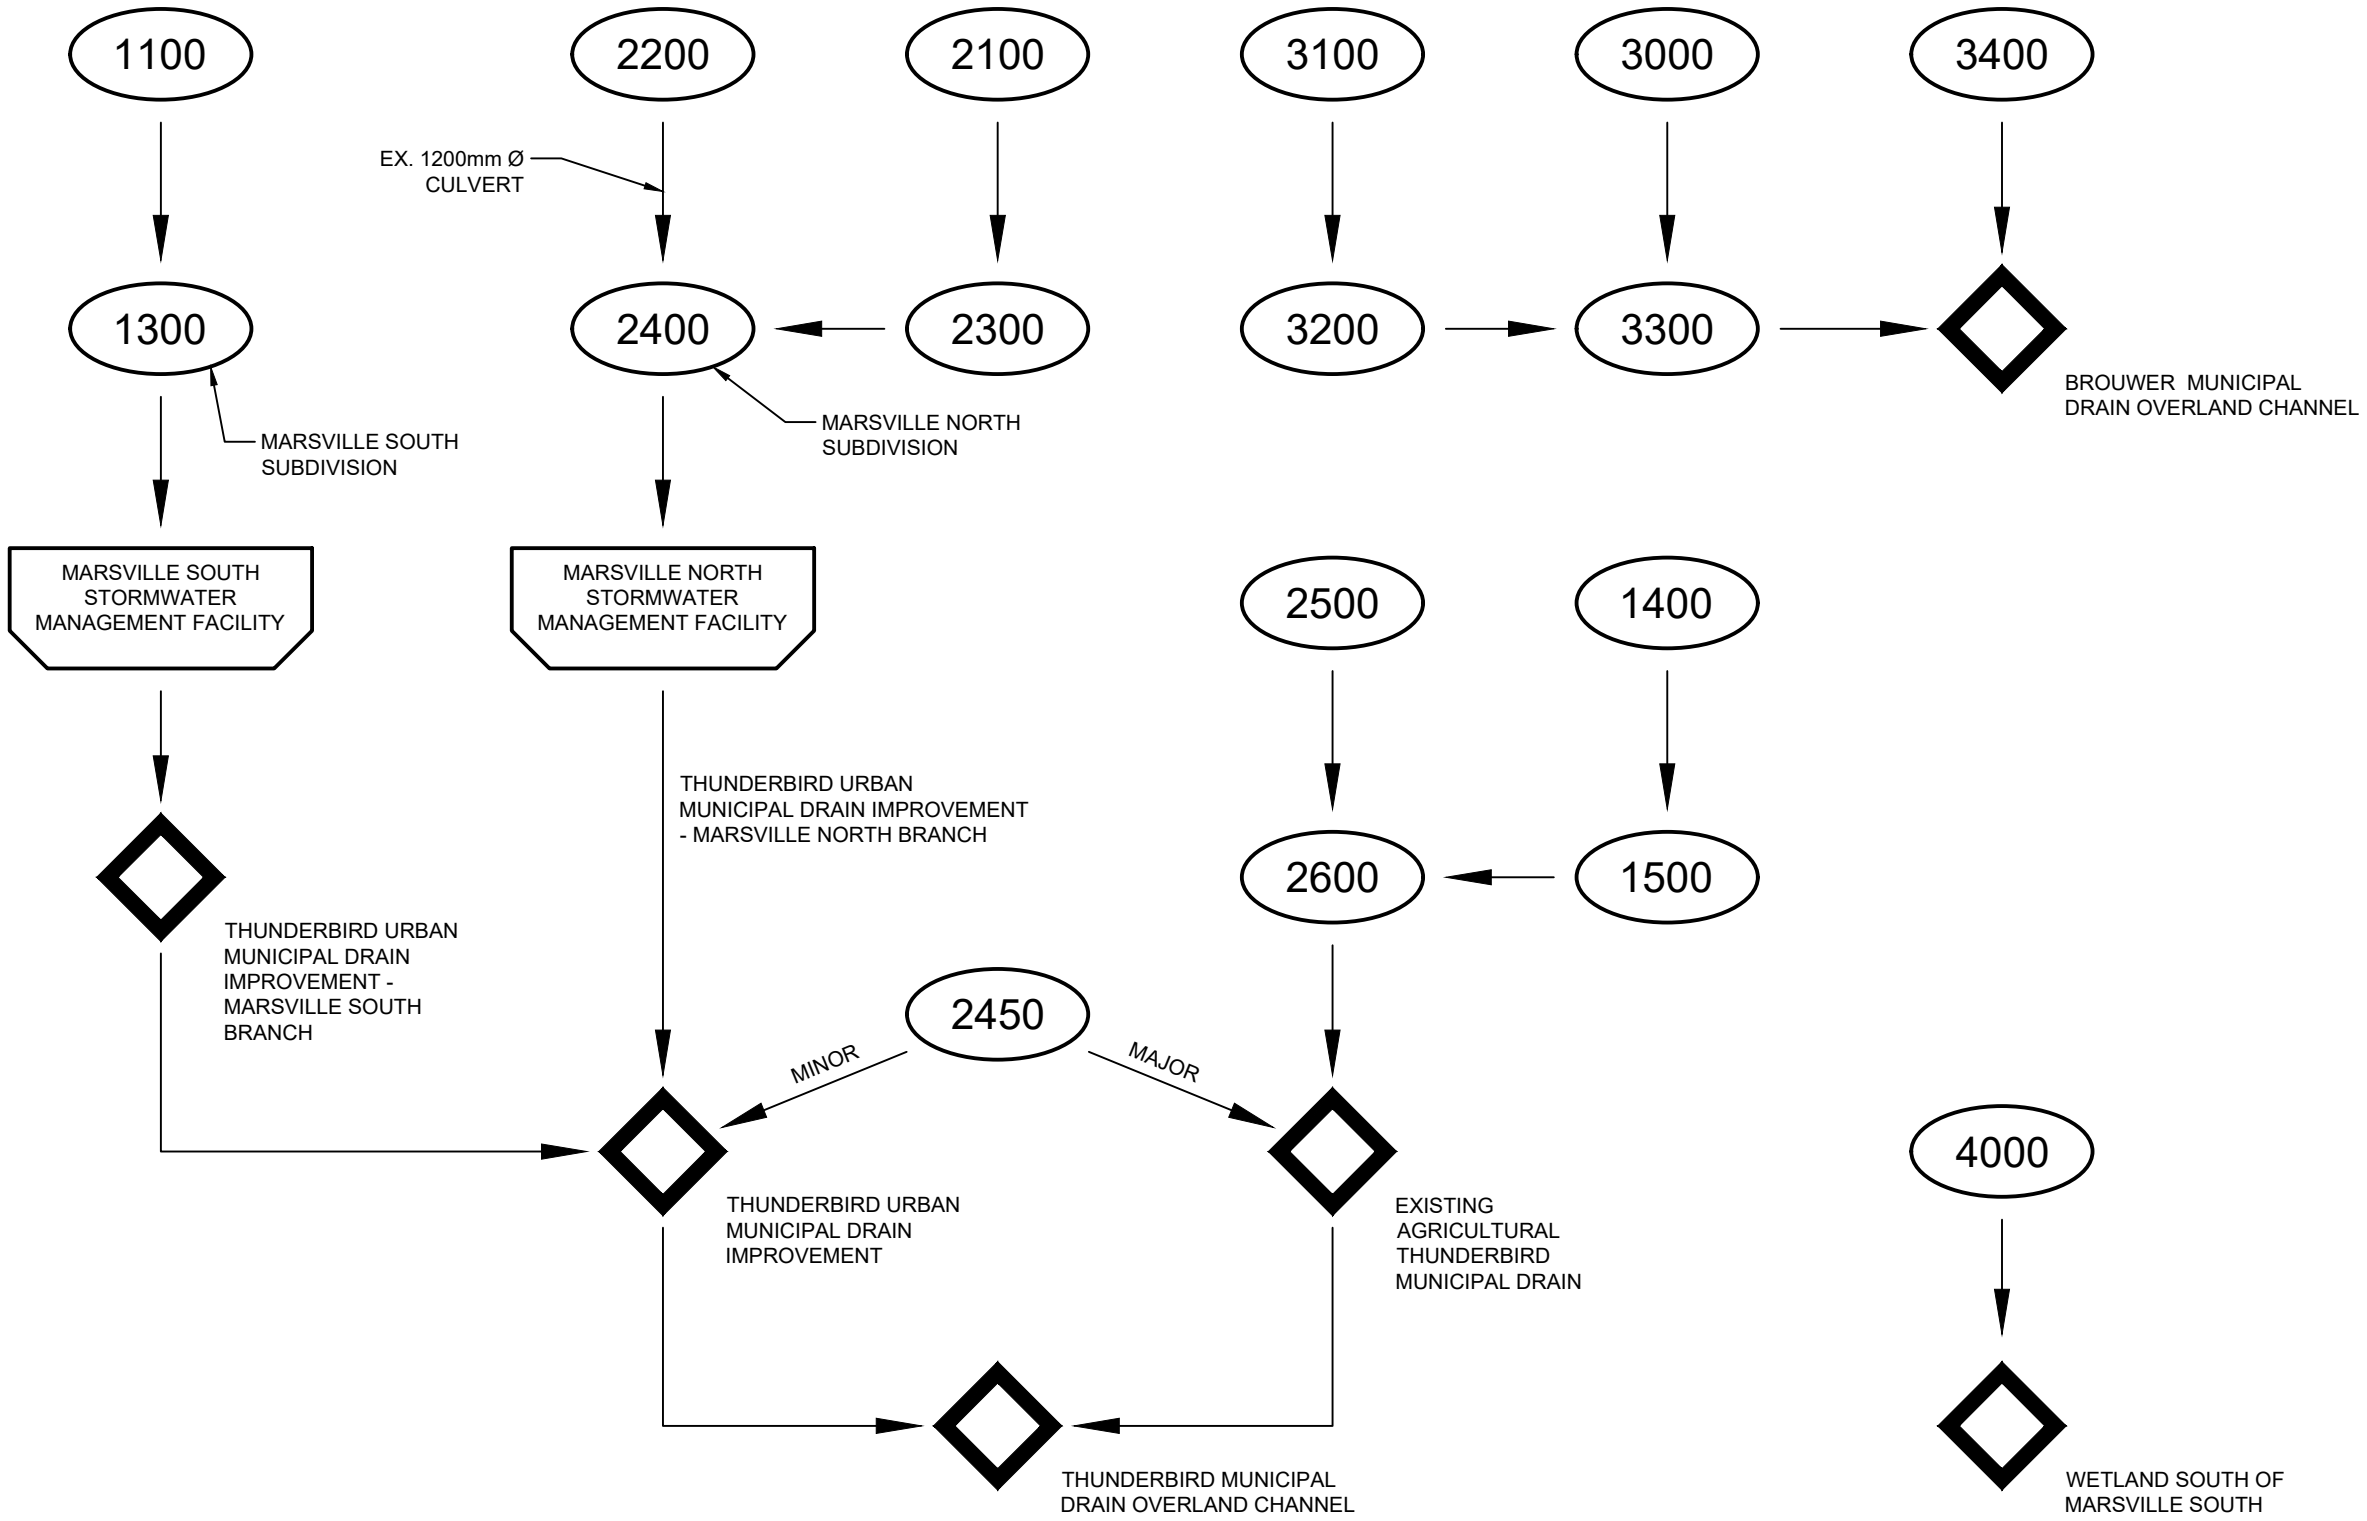 1100
2200
2100
3100
3000
3400
EX. 1200mm Ø
CULVERT
1300
2400
2300
3200
3300
BROUWER  MUNICIPAL
DRAIN OVERLAND CHANNEL
MARSVILLE SOUTH
SUBDIVISION
MARSVILLE NORTH
SUBDIVISION
MARSVILLE SOUTH
STORMWATER
MANAGEMENT FACILITY
MARSVILLE NORTH
STORMWATER
MANAGEMENT FACILITY
2500
1400
THUNDERBIRD URBAN
MUNICIPAL DRAIN IMPROVEMENT
- MARSVILLE NORTH BRANCH
2600
1500
THUNDERBIRD URBAN
MUNICIPAL DRAIN
IMPROVEMENT -
MARSVILLE SOUTH
BRANCH
2450
MINOR
MAJOR
4000
THUNDERBIRD URBAN
MUNICIPAL DRAIN
IMPROVEMENT
EXISTING
AGRICULTURAL
THUNDERBIRD
MUNICIPAL DRAIN
THUNDERBIRD MUNICIPAL
DRAIN OVERLAND CHANNEL
WETLAND SOUTH OF
MARSVILLE SOUTH